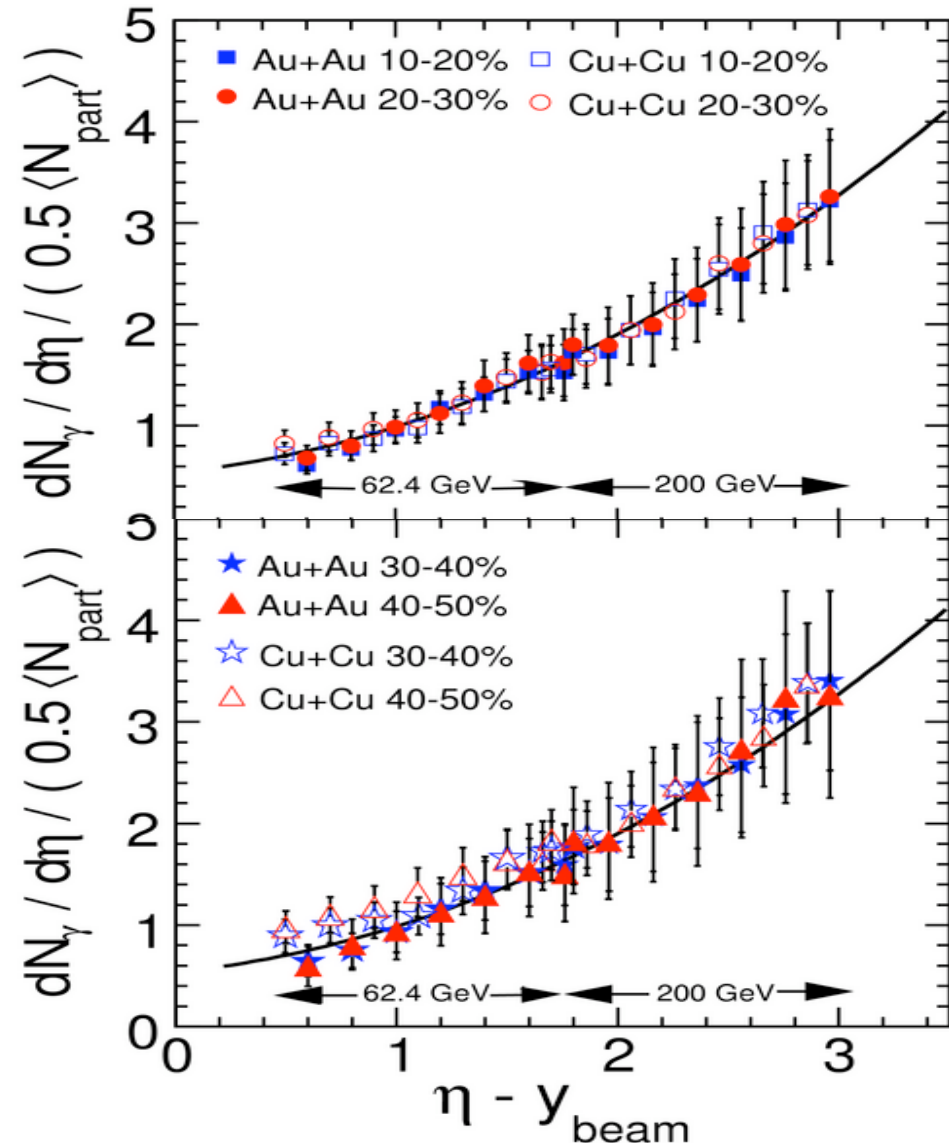 5
4
3
2
1
dNγ / dη / ( 0.5 ⟨N part⟩ )
Au+Au 10-20% Cu+Cu 10-20%
Au+Au 20-30% Cu+Cu 20-30%
62.4 GeV 200 GeV
5
4
3
2
1
0
dNγ / dη / ( 0.5 ⟨N part⟩ )
Au+Au 30-40%
Au+Au 40-50%
Cu+Cu 30-40%
Cu+Cu 40-50%
62.4 GeV 200 GeV
0 1 2 3
η - y beam